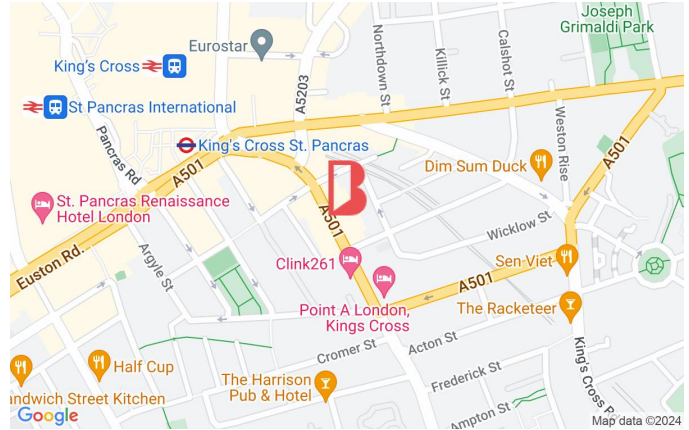 Joseph
Grimaldi Park
Eurostar
King's Cross
St Pancras International
A5203
Northdown St
Killick St
Calshot St
Weston Rise
Pancras Rd
King's Cross St. Pancras
A501
Dim Sum Duck
A501
B
St. Pancras Renaissance
Hotel London
A501
Wicklow St
Euston Rd.
Argyle St
Clink261
Sen Viet
A501
Point A London,
Kings Cross
The Racketeer
Cromer St
Acton St
Half Cup
The Harrison
Pub & Hotel
Frederick St
King's Cross
andwich Street Kitchen
Ampton St
Google
Map data ©2024